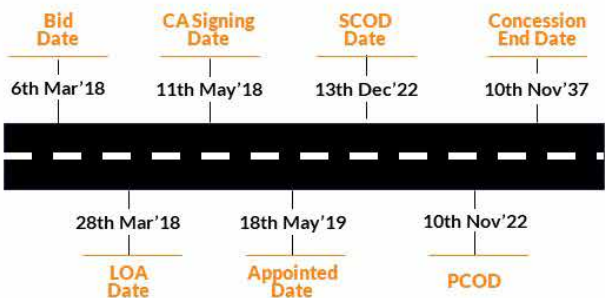 Bid
Date
CA Signing
Date
SCOD
Date
Concession
End Date
6th Mar'18
11th May'18
13th Dec'22
10th Nov'37
28th Mar'18
18th May'19
10th Nov'22
LOA
Date
Appointed
Date
PCOD